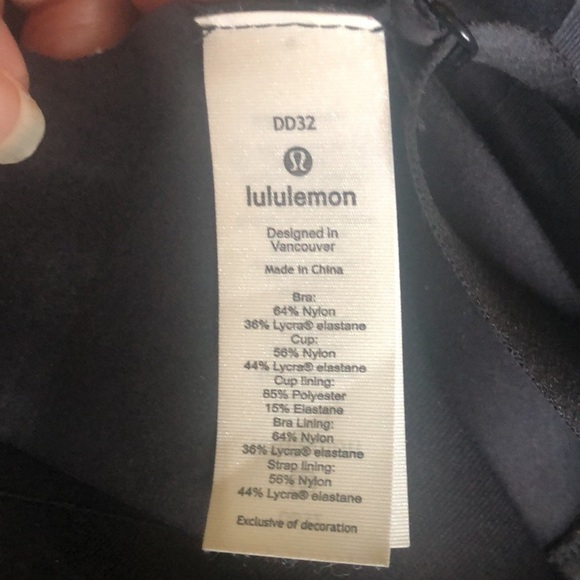 DD32
lululemon
Designed in
Vancouver
Made in China
Bra:
64% Nylon
36% Lycra® elastane
Cup:
56% Nylon
44% Lycra® elastane
Cup lining:
85% Polyester
15% Elastane
Bra Lining:
64% Nylon
36% Lycra® elastane
Strap lining:
56% Nylon
44% Lycra® elastane
Exclusive of decoration